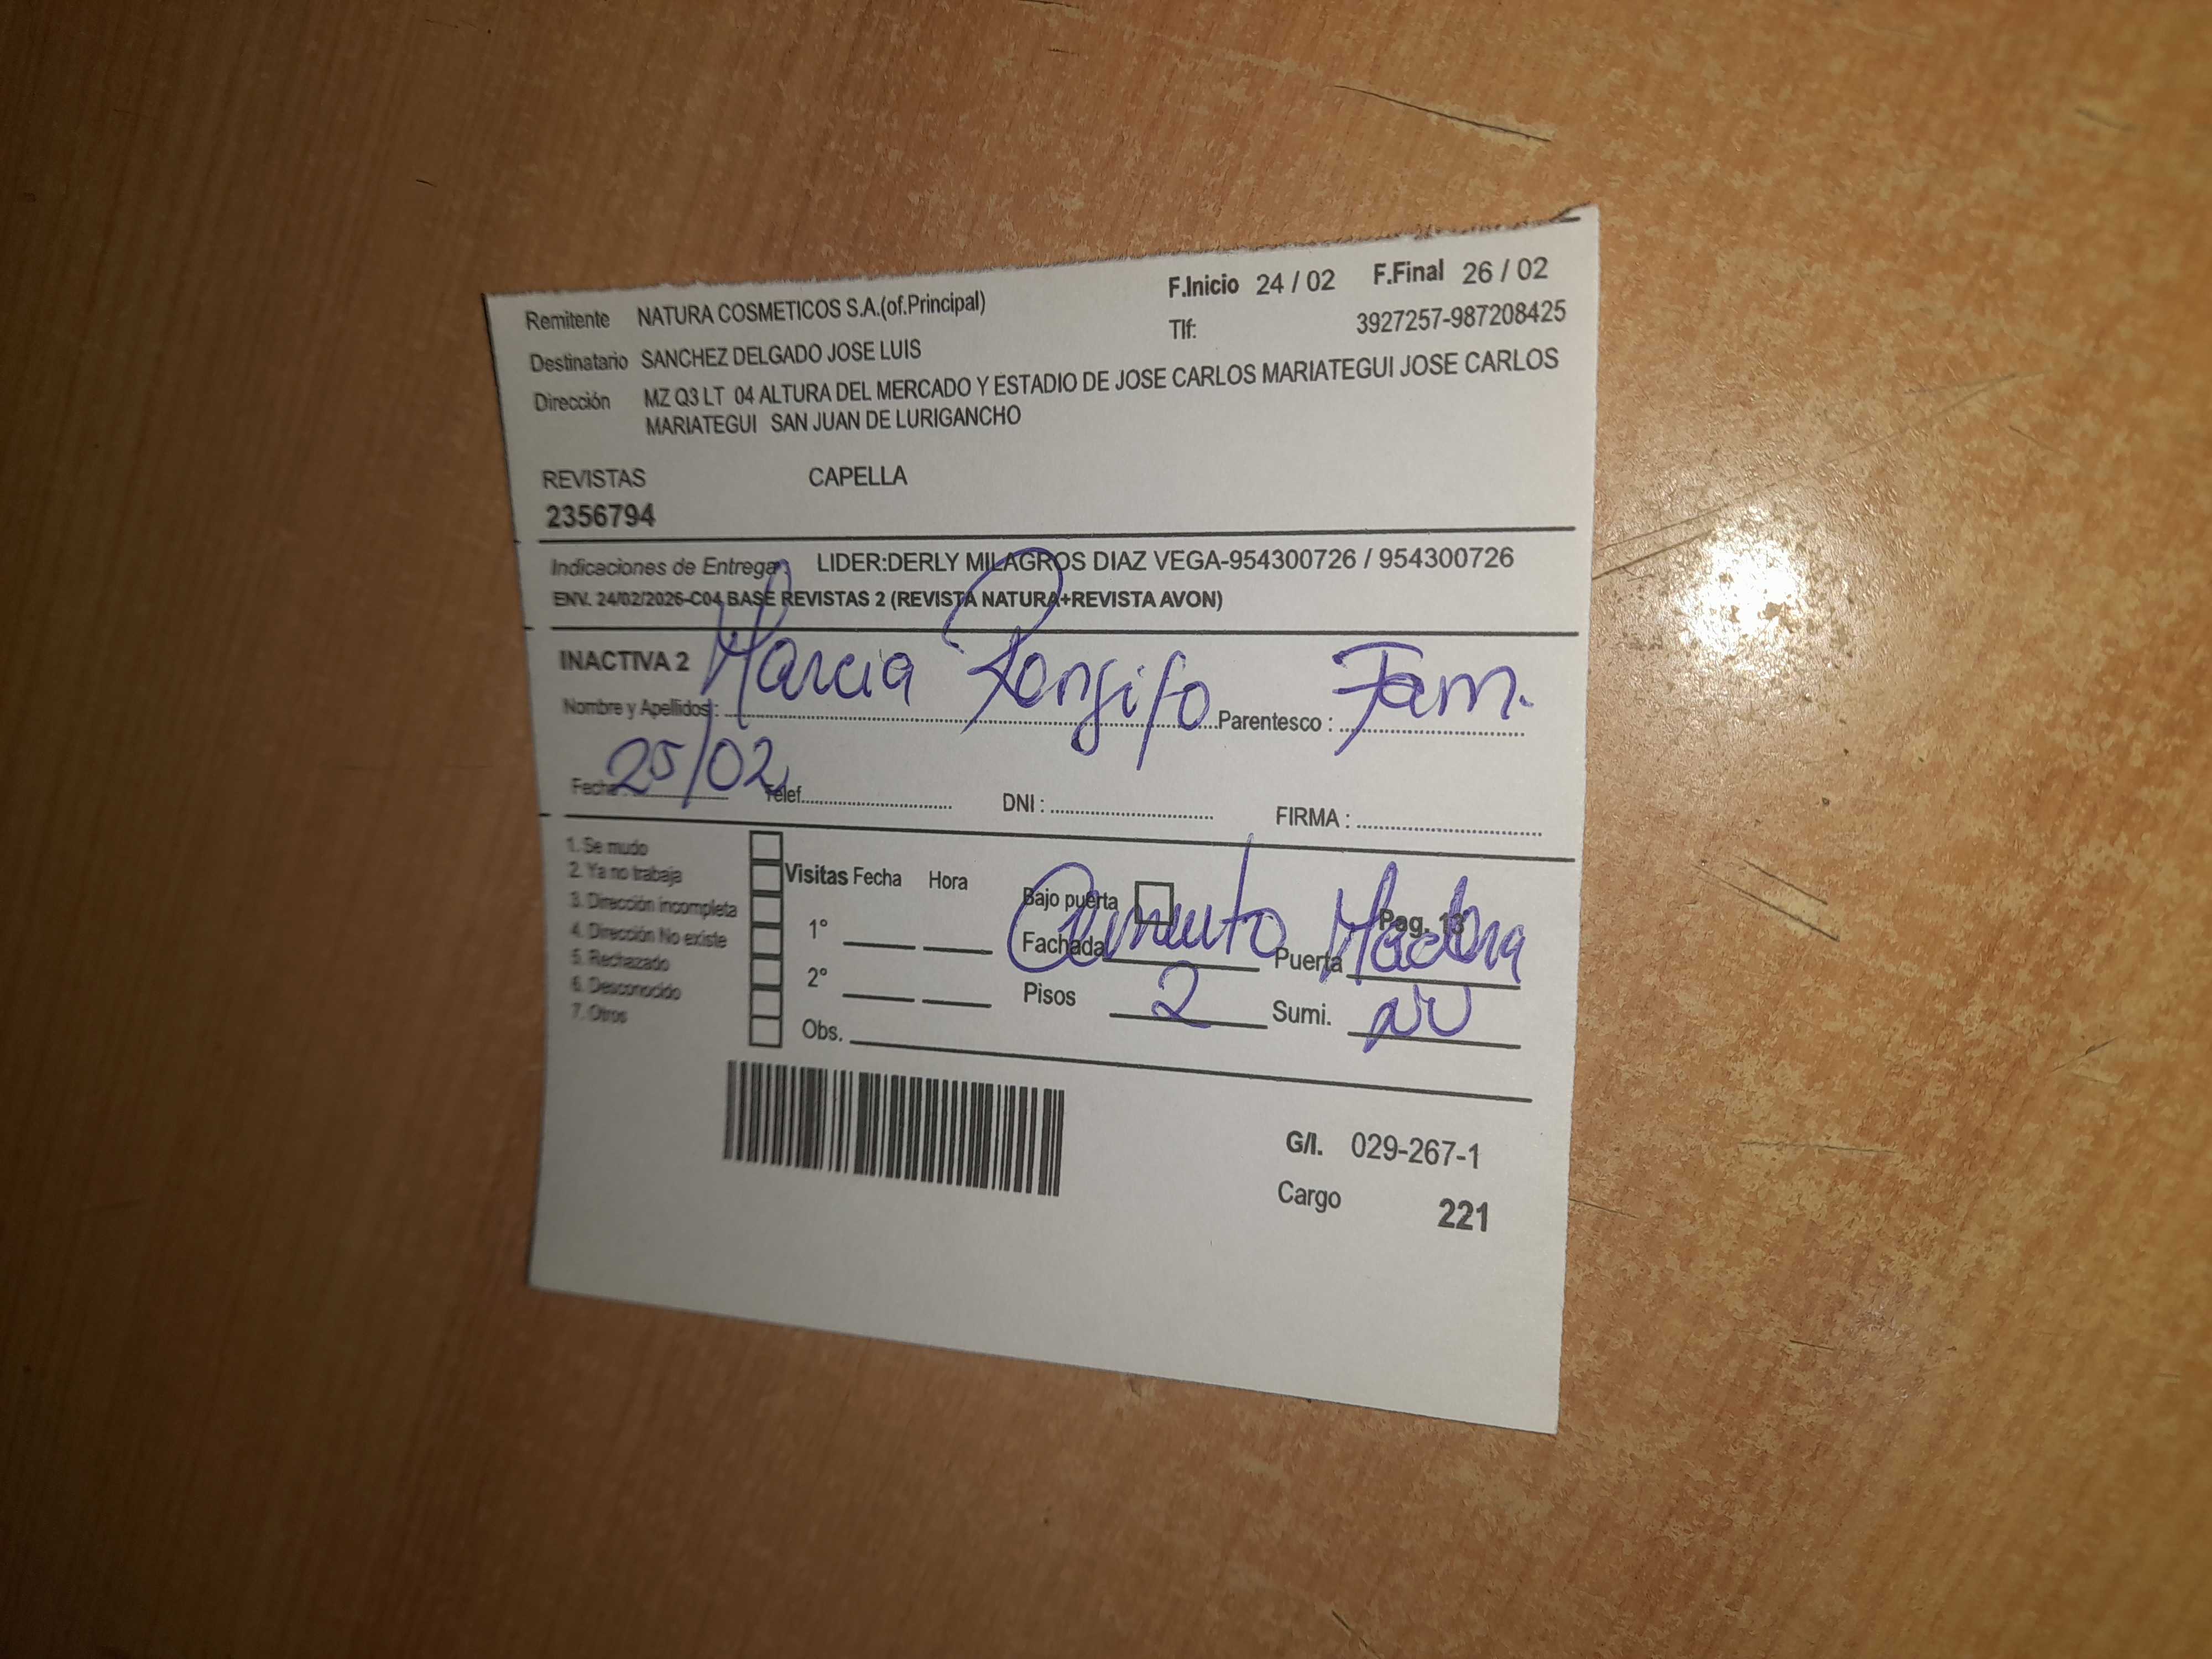 F.Inicio 24 / 02 F.Final 26 / 02
Remitente NATURA COSMETICOS S.A.(of.Principal) Tlf: 3927257-987208425
Destinatario SANCHEZ DELGADO JOSE LUIS
Dirección MZ Q3 LT 04 ALTURA DEL MERCADO Y ESTADIO DE JOSE CARLOS MARIATEGUI JOSE CARLOS
MARIATEGUI SAN JUAN DE LURIGANCHO
REVISTAS CAPELLA
2356794
Indicaciones de Entrega: LIDER:DERLY MILAGROS DIAZ VEGA-954300726 / 954300726
ENV. 24/02/2026-C04 BASE REVISTAS 2 (REVISTA NATURA+REVISTA AVON)
INACTIVA 2
Nombre y Apellidos: Marcia Rengifo Parentesco : Fam.
Fecha : 25/02 Telef. DNI : FIRMA :
1. Se mudo
2. Ya no trabaja
3. Dirección incompleta
4. Dirección No existe
5. Rechazado
6. Desconocido
7. Otros
Visitas Fecha Hora
1°
2°
Obs.
Bajo puerta Pag. 13
Fachada Cemento Puerta Madera
Pisos 2 Sumi.
G/I. 029-267-1
Cargo 221